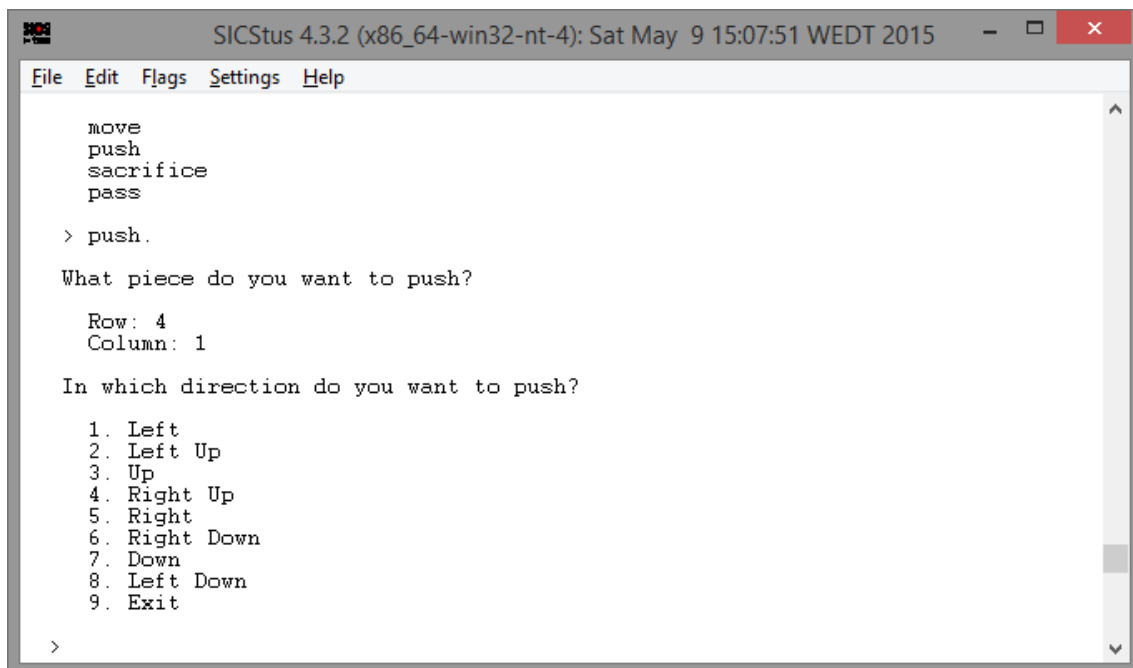 SICStus 4.3.2 (x86_64-win32-nt-4): Sat May 9 15:07:51 WEDT 2015
File Edit Flags Settings Help
move
push
sacrifice
pass
> push.
What piece do you want to push?
Row: 4
Column: 1
In which direction do you want to push?
1. Left
2. Left Up
3. Up
4. Right Up
5. Right
6. Right Down
7. Down
8. Left Down
9. Exit
>